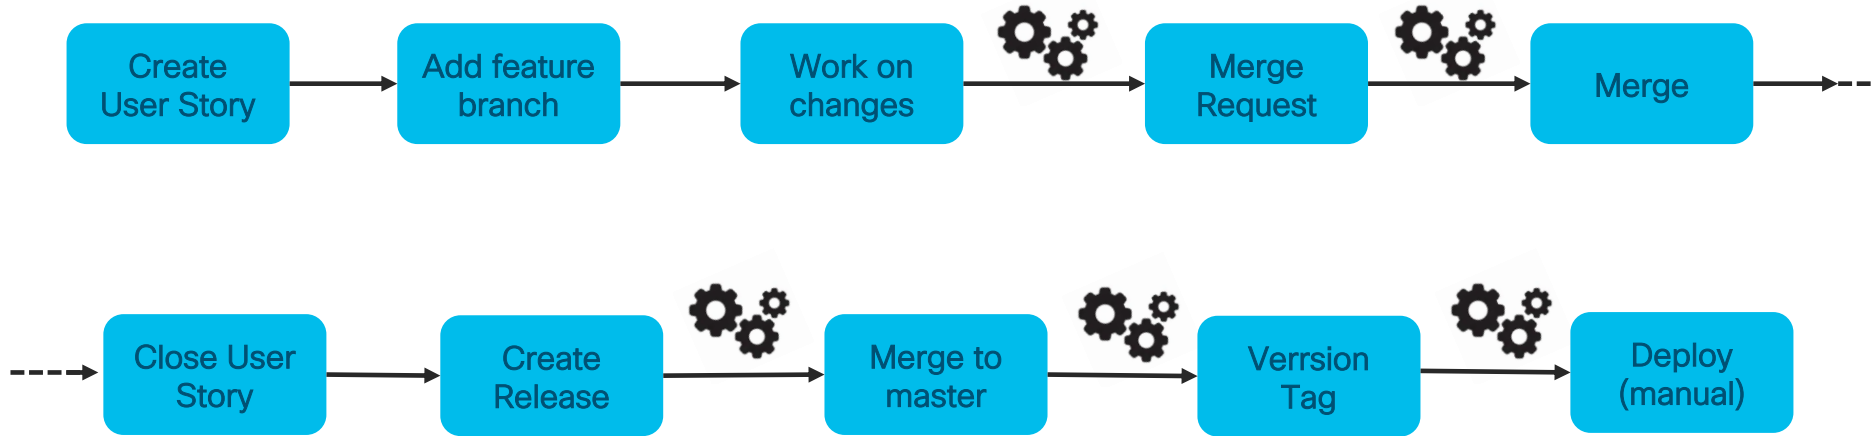 Create
User Story
Add feature
branch
Work on
changes
Merge
Request
Merge
Close User
Story
Create
Release
Merge to
master
Verrsion
Tag
Deploy
(manual)